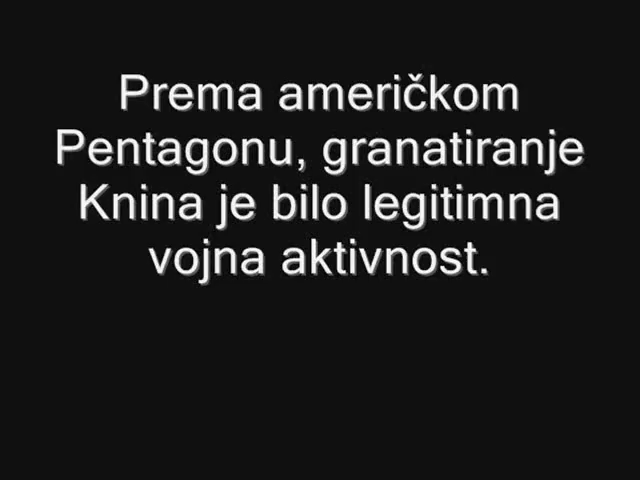 Prema američkom
Pentagonu, granatiranje
Knina je bilo legitimna
vojna aktivnost.